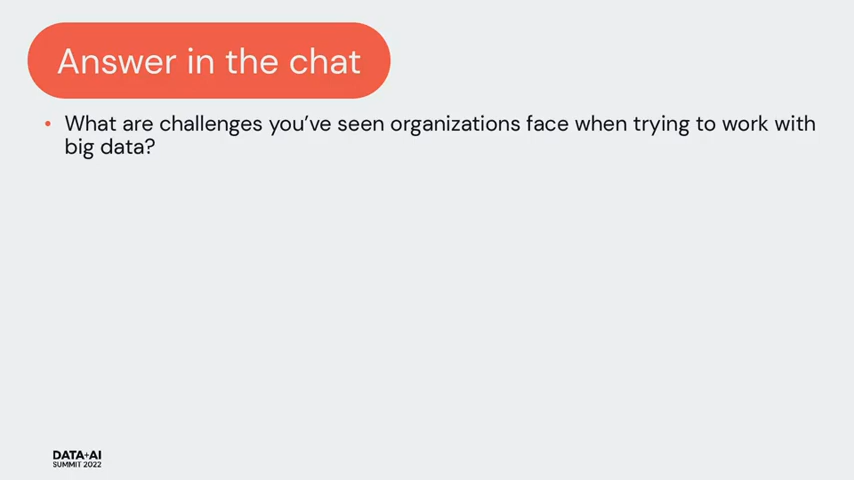 Answer in the chat
• What are challenges you've seen organizations face when trying to work with
big data?
DATA+AI
SUMMIT 2022